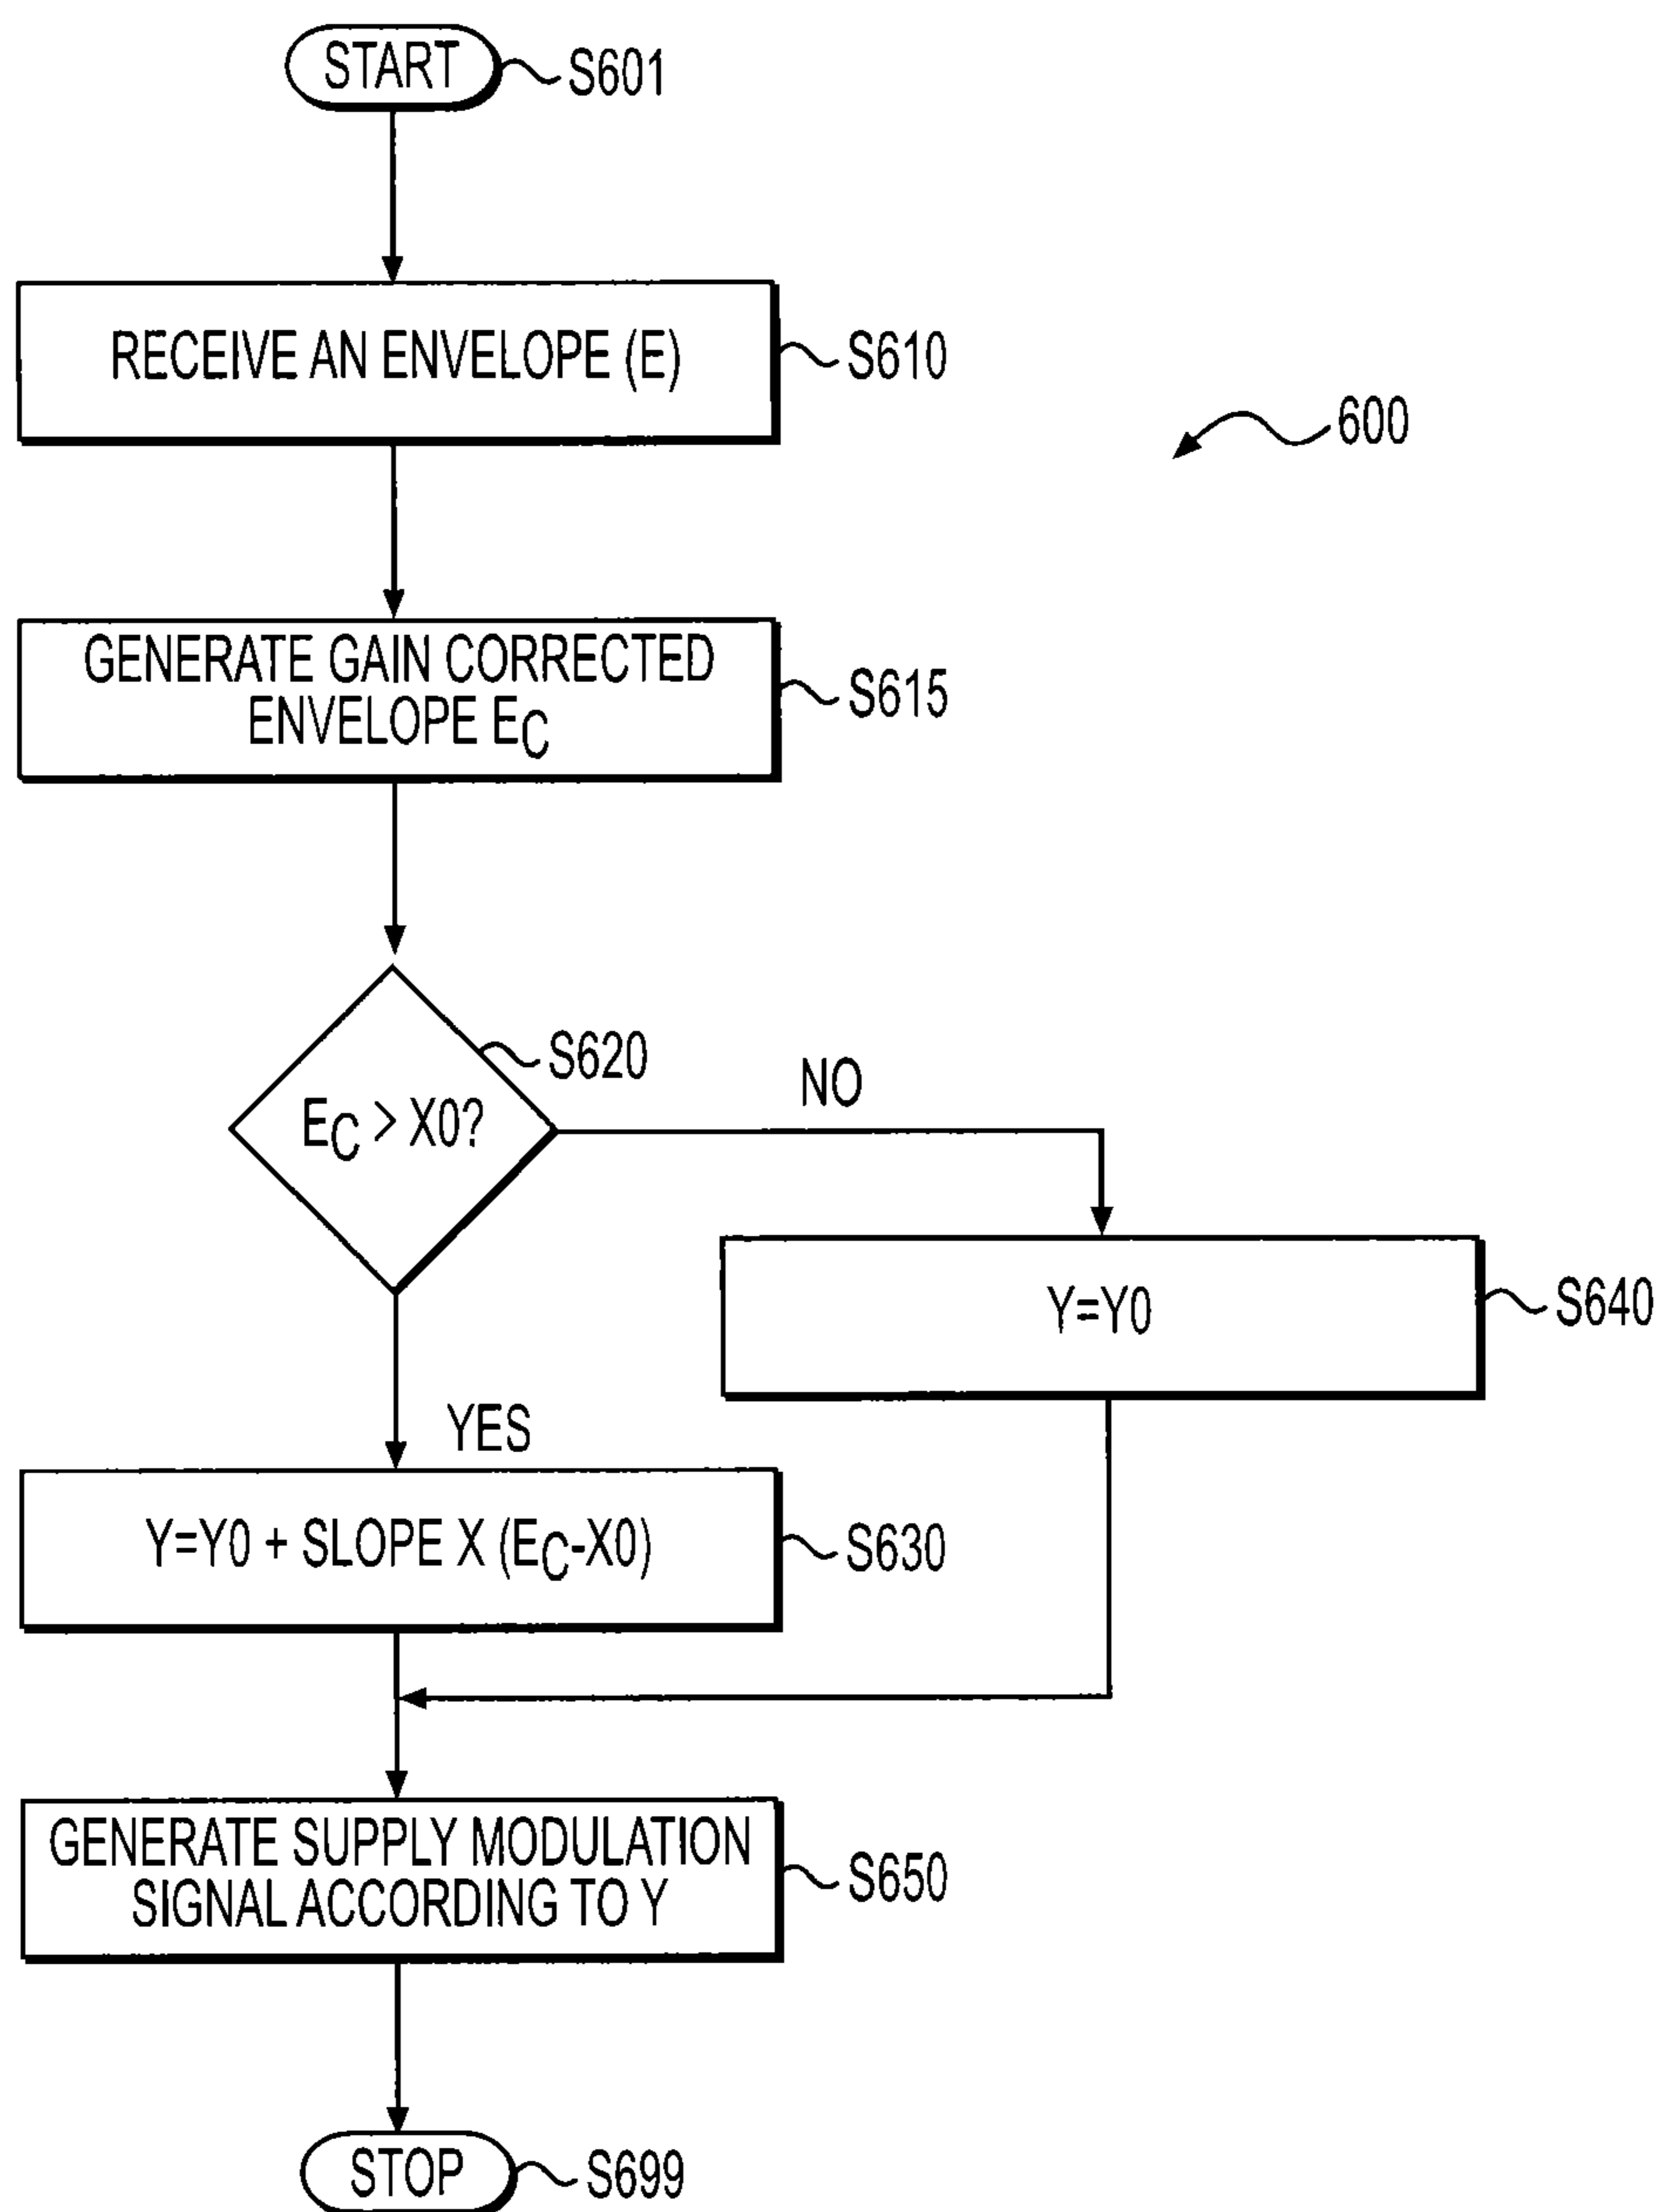 START
S601
RECEIVE AN ENVELOPE (E)
S610
600
GENERATE GAIN CORRECTED
ENVELOPE EC
S615
S620
EC > X0?
NO
Y=Y0
S640
YES
Y=Y0 + SLOPE X (EC-X0)
S630
GENERATE SUPPLY MODULATION
SIGNAL ACCORDING TO Y
S650
STOP
S699